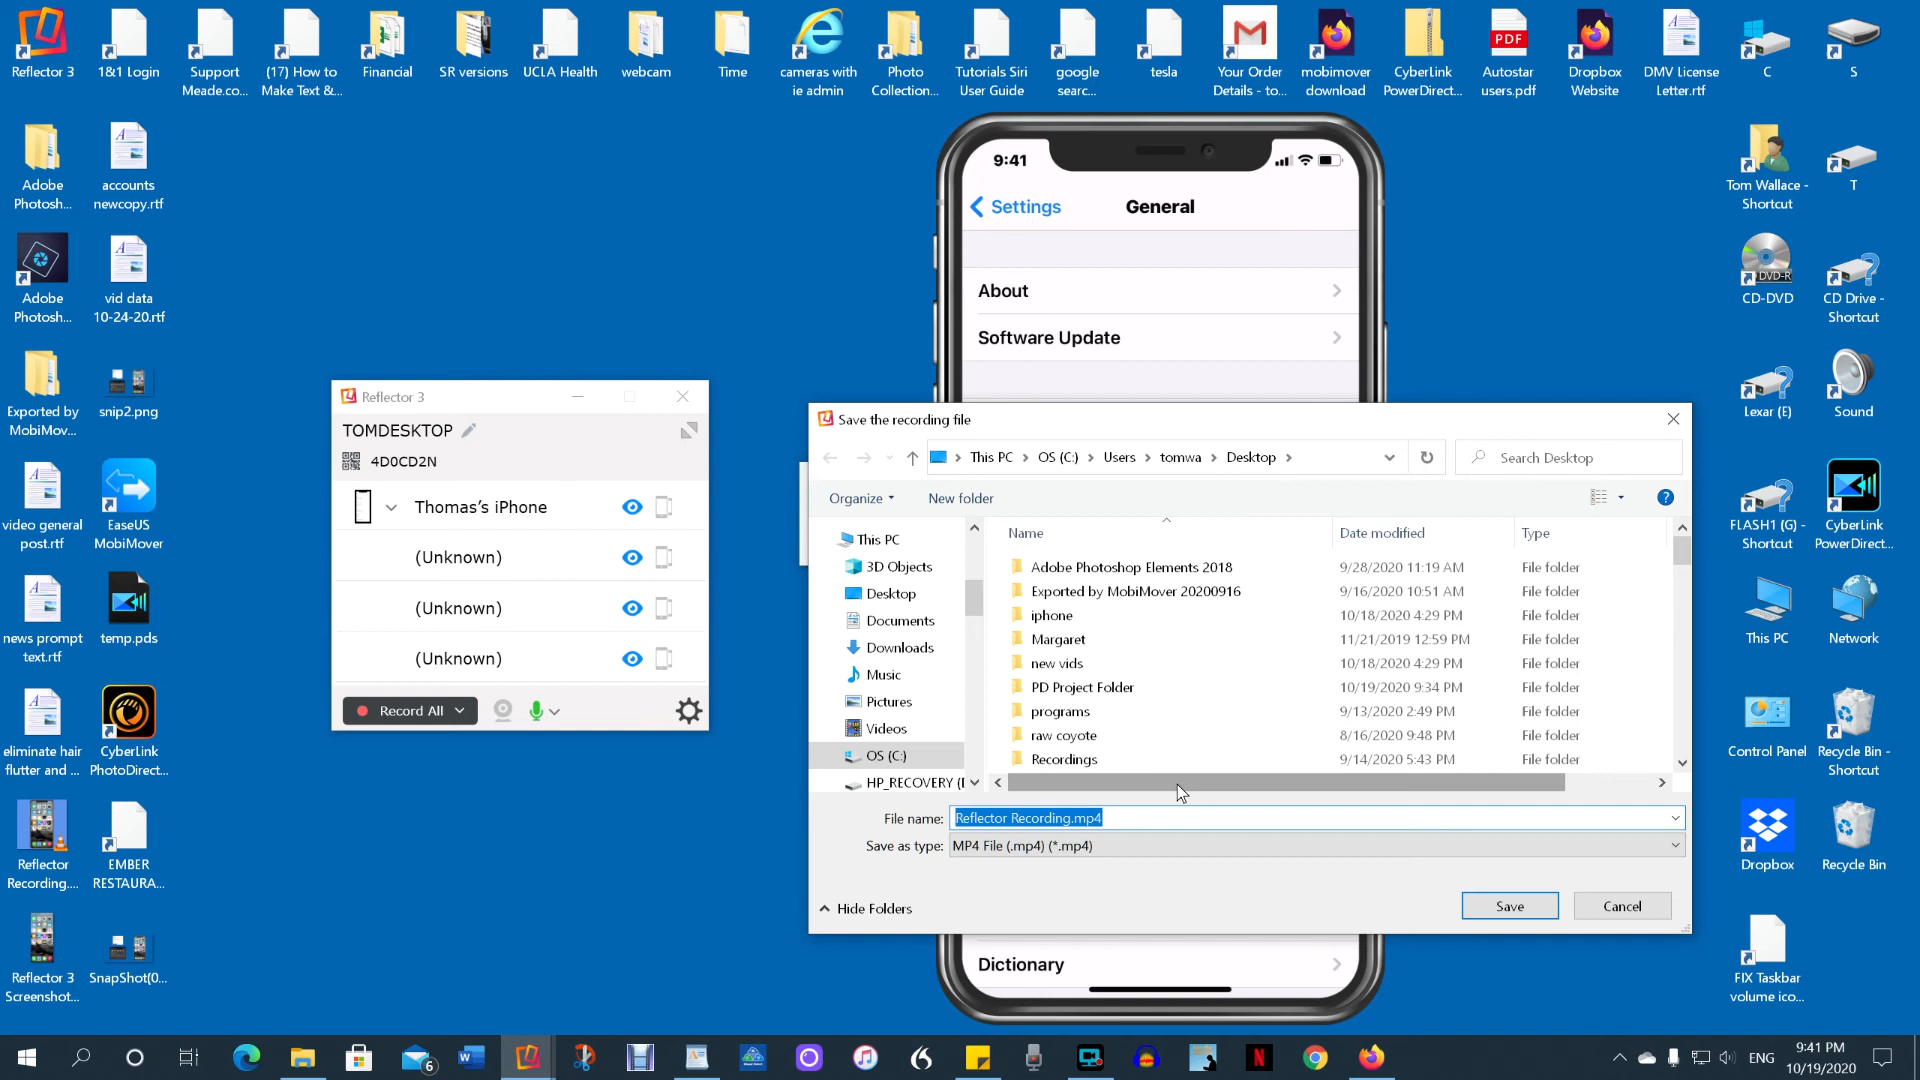 Reflector 3
1&1 Login
Support
Meade.co...
(17) How to
Make Text &...
Financial
SR versions
UCLA Health
webcam
Time
cameras with
ie admin
Photo
Collection...
Tutorials Siri
User Guide
google
searc...
tesla
Your Order
Details - to...
mobimover
download
CyberLink
PowerDirect...
PDF
Autostar
users.pdf
Dropbox
Website
DMV License
Letter.rtf
C
S
Adobe
Photosh...
accounts
newcopy.rtf
Tom Wallace -
Shortcut
T
Adobe
Photosh...
vid data
10-24-20.rtf
DVD-R
CD-DVD
CD Drive -
Shortcut
Exported by
MobiMov...
snip2.png
Lexar (E)
Sound
video general
post.rtf
EaseUS
MobiMover
FLASH1 (G) -
Shortcut
CyberLink
PowerDirect...
news prompt
text.rtf
temp.pds
This PC
Network
eliminate hair
flutter and ...
CyberLink
PhotoDirect...
Control Panel
Recycle Bin -
Shortcut
Reflector
Recording....
EMBER
RESTAURA...
Dropbox
Recycle Bin
Reflector 3
Screenshot...
SnapShot(0...
FIX Taskbar
volume ico...
9:41
Settings
General
About
Software Update
Dictionary
Reflector 3
TOMDESKTOP
4D0CD2N
Thomas's iPhone
(Unknown)
(Unknown)
(Unknown)
Record All
Save the recording file
This PC > OS (C:) > Users > tomwa > Desktop >
Search Desktop
Organize
New folder
?
This PC
3D Objects
Desktop
Documents
Downloads
Music
Pictures
Videos
OS (C:)
HP_RECOVERY (
Name Date modified Type
Adobe Photoshop Elements 2018 9/28/2020 11:19 AM File folder
Exported by MobiMover 20200916 9/16/2020 10:51 AM File folder
iphone 10/18/2020 4:29 PM File folder
Margaret 11/21/2019 12:59 PM File folder
new vids 10/18/2020 4:29 PM File folder
PD Project Folder 10/19/2020 9:34 PM File folder
programs 9/13/2020 2:49 PM File folder
raw coyote 8/16/2020 9:48 PM File folder
Recordings 9/14/2020 5:43 PM File folder
File name: Reflector Recording.mp4
Save as type: MP4 File (.mp4) (*.mp4)
Hide Folders
Save
Cancel
6
W
N
ENG
9:41 PM
10/19/2020